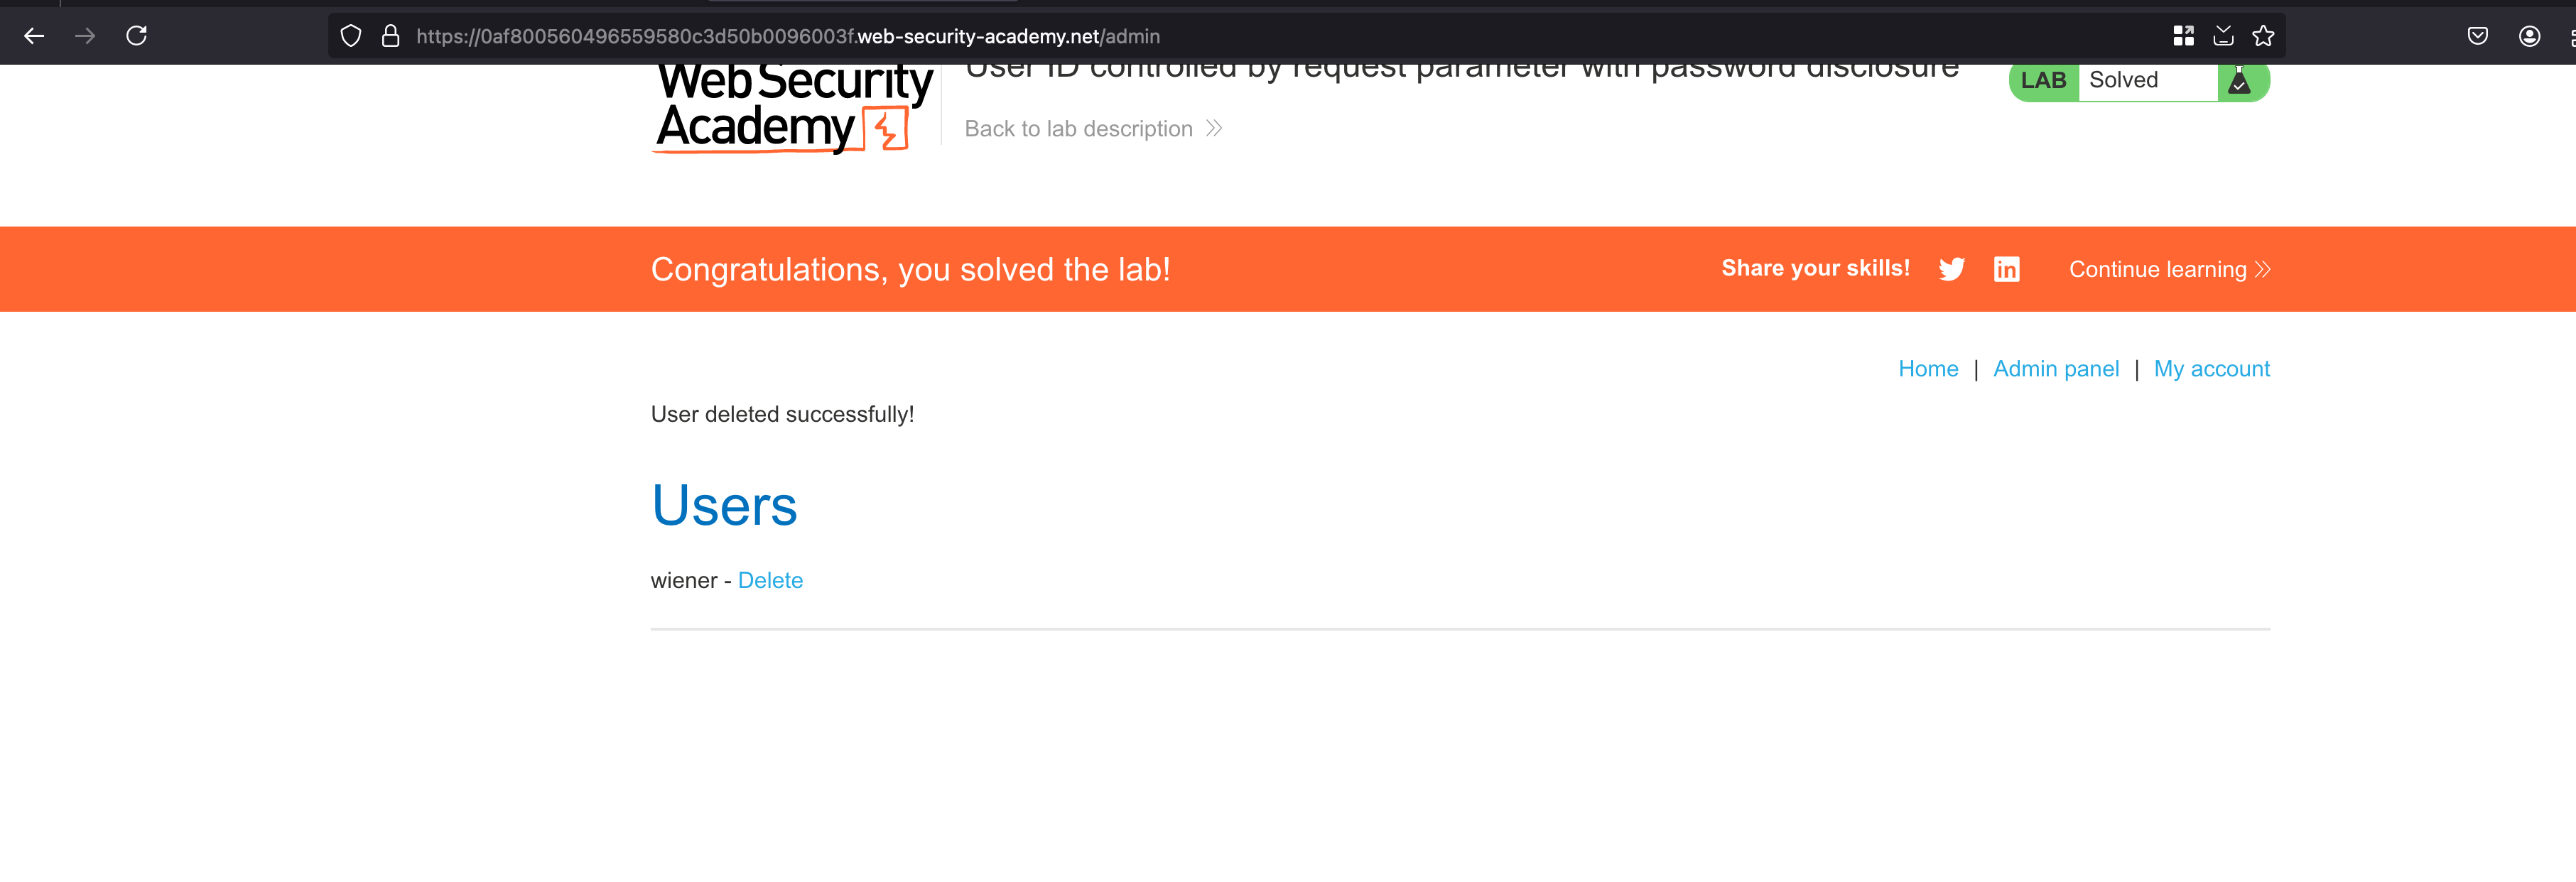 https://0af800560496559580c3d50b0096003f.web-security-academy.net/admin
Web Security
Academy
User ID controlled by request parameter with password disclosure
LAB Solved
Back to lab description
Congratulations, you solved the lab!
Share your skills!
Continue learning
Home | Admin panel | My account
User deleted successfully!
Users
wiener - Delete